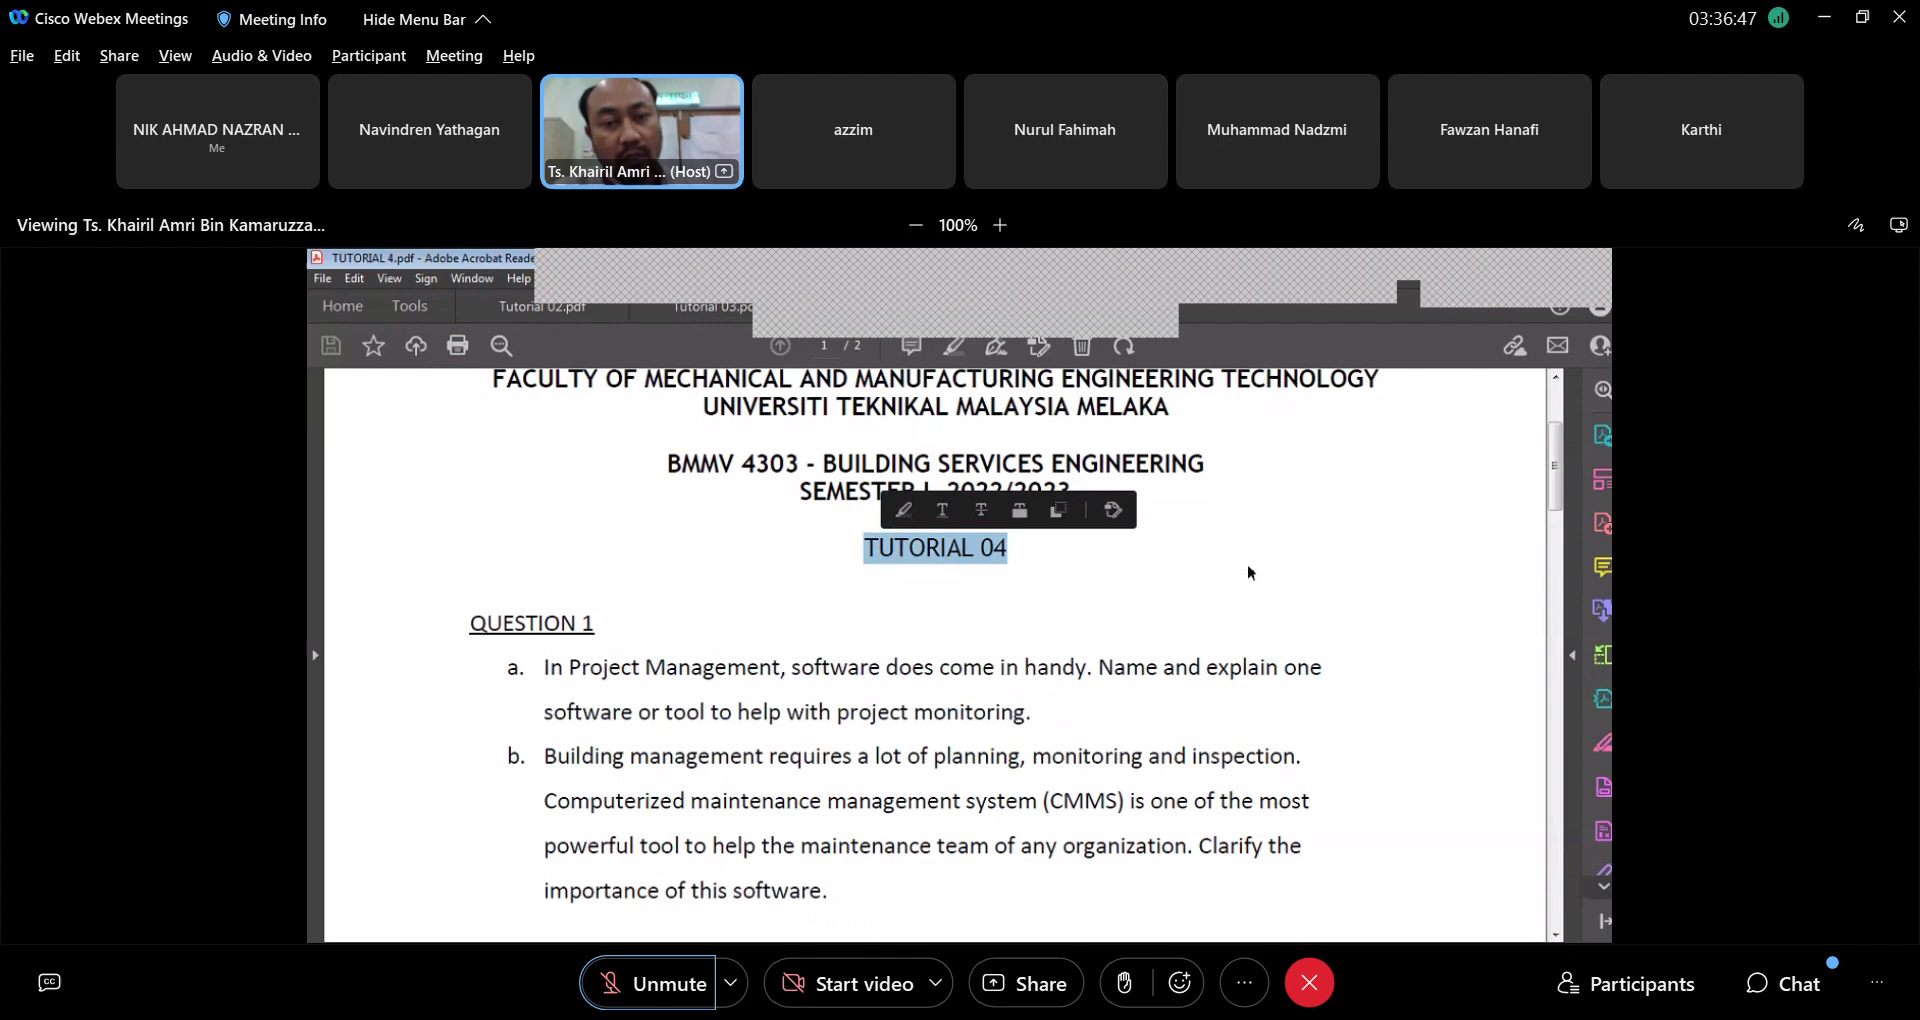 Cisco Webex Meetings
Meeting Info
Hide Menu Bar
03:36:47
File Edit Share View Audio & Video Participant Meeting Help
NIK AHMAD NAZRAN ...
Me
Navindren Yathagan
Ts. Khairil Amri ... (Host)
azzim
Nurul Fahimah
Muhammad Nadzmi
Fawzan Hanafi
Karthi
Viewing Ts. Khairil Amri Bin Kamaruzza...
100%
TUTORIAL 4.pdf - Adobe Acrobat Reade
File Edit View Sign Window Help
Home Tools Tutorial 02.pdf Tutorial 03.pd
1 / 2
FACULTY OF MECHANICAL AND MANUFACTURING ENGINEERING TECHNOLOGY
UNIVERSITI TEKNIKAL MALAYSIA MELAKA
BMMV 4303 - BUILDING SERVICES ENGINEERING
SEMESTER I 2022/2023
TUTORIAL 04
QUESTION 1
a. In Project Management, software does come in handy. Name and explain one
software or tool to help with project monitoring.
b. Building management requires a lot of planning, monitoring and inspection.
Computerized maintenance management system (CMMS) is one of the most
powerful tool to help the maintenance team of any organization. Clarify the
importance of this software.
CC
Unmute
Start video
Share
Participants
Chat